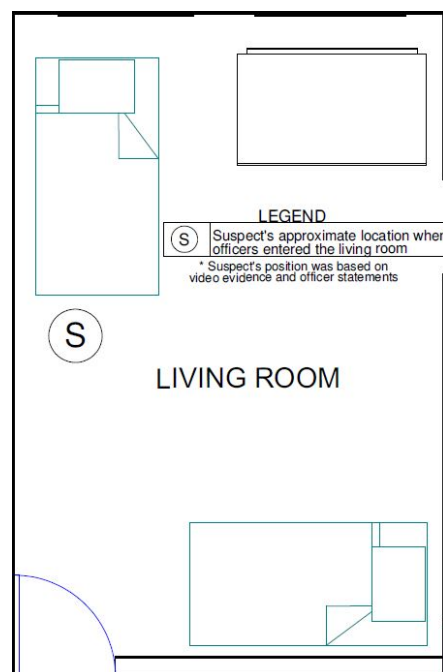 LEGEND
S Suspect's approximate location when
officers entered the living room
* Suspect's position was based on
video evidence and officer statements
S
LIVING ROOM